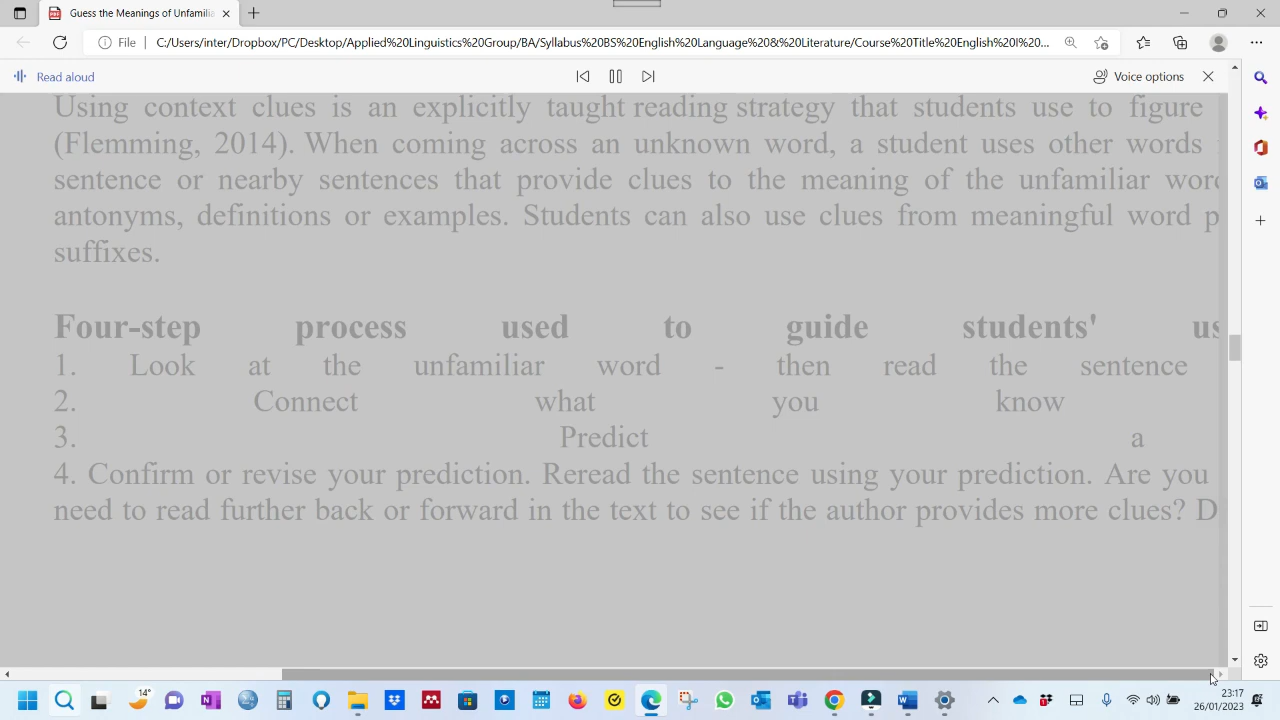 Guess the Meanings of Unfamilia
File
C:/Users/inter/Dropbox/PC/Desktop/Applied%20Linguistics%20Group/BA/Syllabus%20BS%20English%20Language%20&%20Literature/Course%20Title%20English%20I%20...
Read aloud
Voice options
Using context clues is an explicitly taught reading strategy that students use to figure
(Flemming, 2014). When coming across an unknown word, a student uses other words
sentence or nearby sentences that provide clues to the meaning of the unfamiliar word
antonyms, definitions or examples. Students can also use clues from meaningful word p
suffixes.
Four-step process used to guide students' us
1. Look at the unfamiliar word - then read the sentence
2. Connect what you know
3. Predict a
4. Confirm or revise your prediction. Reread the sentence using your prediction. Are you
need to read further back or forward in the text to see if the author provides more clues? D
14°
23:17
26/01/2023